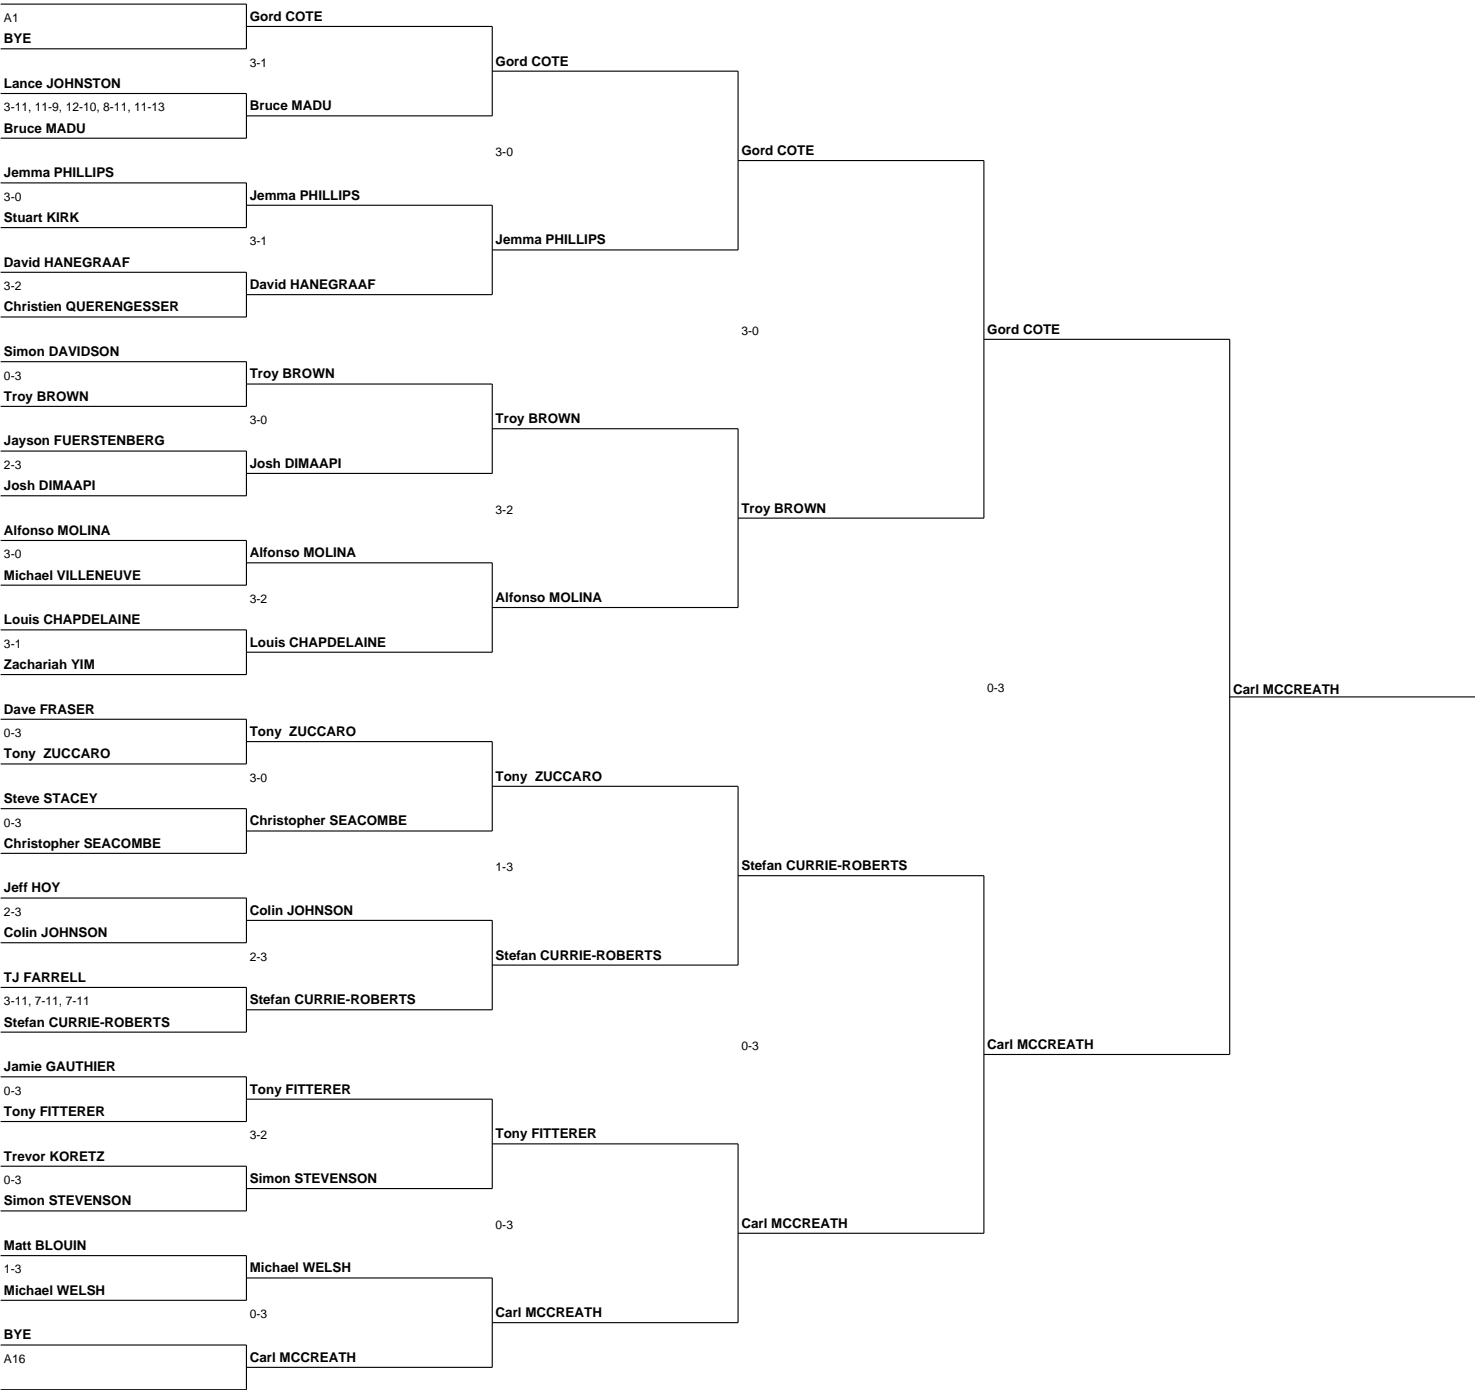 A1
BYE
Lance JOHNSTON
3-11, 11-9, 12-10, 8-11, 11-13
Bruce MADU
Jemma PHILLIPS
3-0
Stuart KIRK
David HANEGRAAF
3-2
Christien QUERENGESSER
Simon DAVIDSON
0-3
Troy BROWN
Jayson FUERSTENBERG
2-3
Josh DIMAAPI
Alfonso MOLINA
3-0
Michael VILLENEUVE
Louis CHAPDELAINE
3-1
Zachariah YIM
Dave FRASER
0-3
Tony ZUCCARO
Steve STACEY
0-3
Christopher SEACOMBE
Jeff HOY
2-3
Colin JOHNSON
TJ FARRELL
3-11, 7-11, 7-11
Stefan CURRIE-ROBERTS
Jamie GAUTHIER
0-3
Tony FITTERER
Trevor KORETZ
0-3
Simon STEVENSON
Matt BLOUIN
1-3
Michael WELSH
BYE
A16
Gord COTE
3-1
Bruce MADU
Jemma PHILLIPS
3-1
David HANEGRAAF
Troy BROWN
3-0
Josh DIMAAPI
Alfonso MOLINA
3-2
Louis CHAPDELAINE
Tony ZUCCARO
3-0
Christopher SEACOMBE
Colin JOHNSON
2-3
Stefan CURRIE-ROBERTS
Tony FITTERER
3-2
Simon STEVENSON
Michael WELSH
0-3
Carl MCCREATH
Gord COTE
3-0
Jemma PHILLIPS
Troy BROWN
3-2
Alfonso MOLINA
Tony ZUCCARO
1-3
Stefan CURRIE-ROBERTS
Tony FITTERER
0-3
Carl MCCREATH
Gord COTE
3-0
Troy BROWN
Stefan CURRIE-ROBERTS
0-3
Carl MCCREATH
Gord COTE
0-3
Carl MCCREATH
Carl MCCREATH